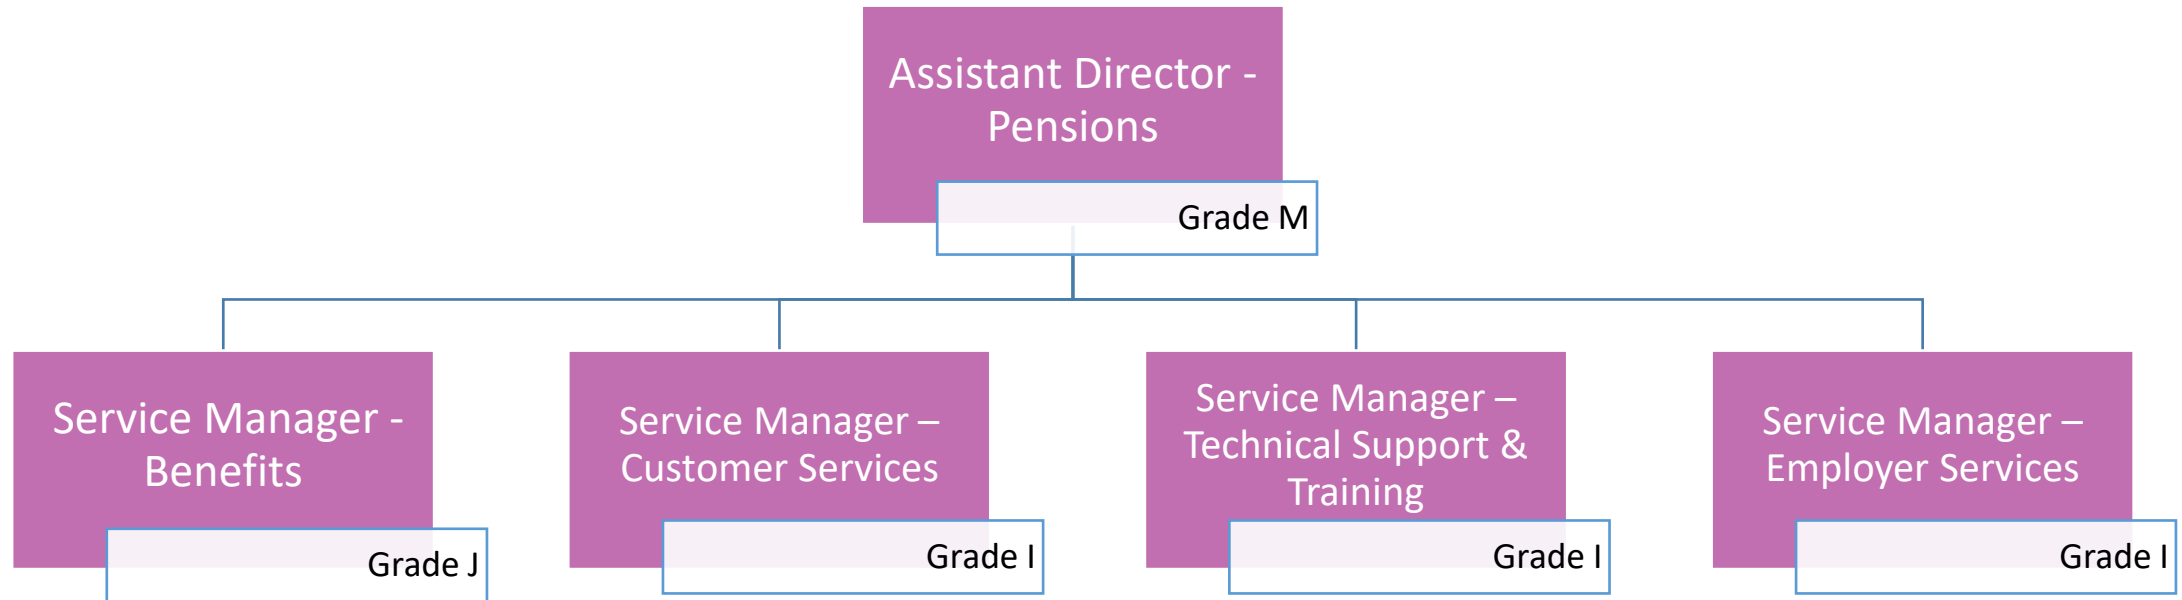 Assistant Director -
Pensions
Grade M
Service Manager -
Benefits
Grade J
Service Manager –
Customer Services
Grade I
Service Manager –
Technical Support &
Training
Grade I
Service Manager –
Employer Services
Grade I